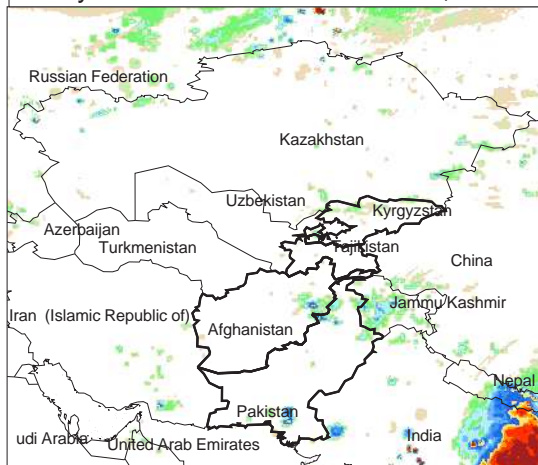 Russian Federation
Kazakhstan
Uzbekistan
Kyrgyzstan
Azerbaijan
Turkmenistan
Tajikistan
China
Iran (Islamic Republic of)
Jammu Kashmir
Afghanistan
Nepal
Pakistan
udi Arabia
United Arab Emirates
India